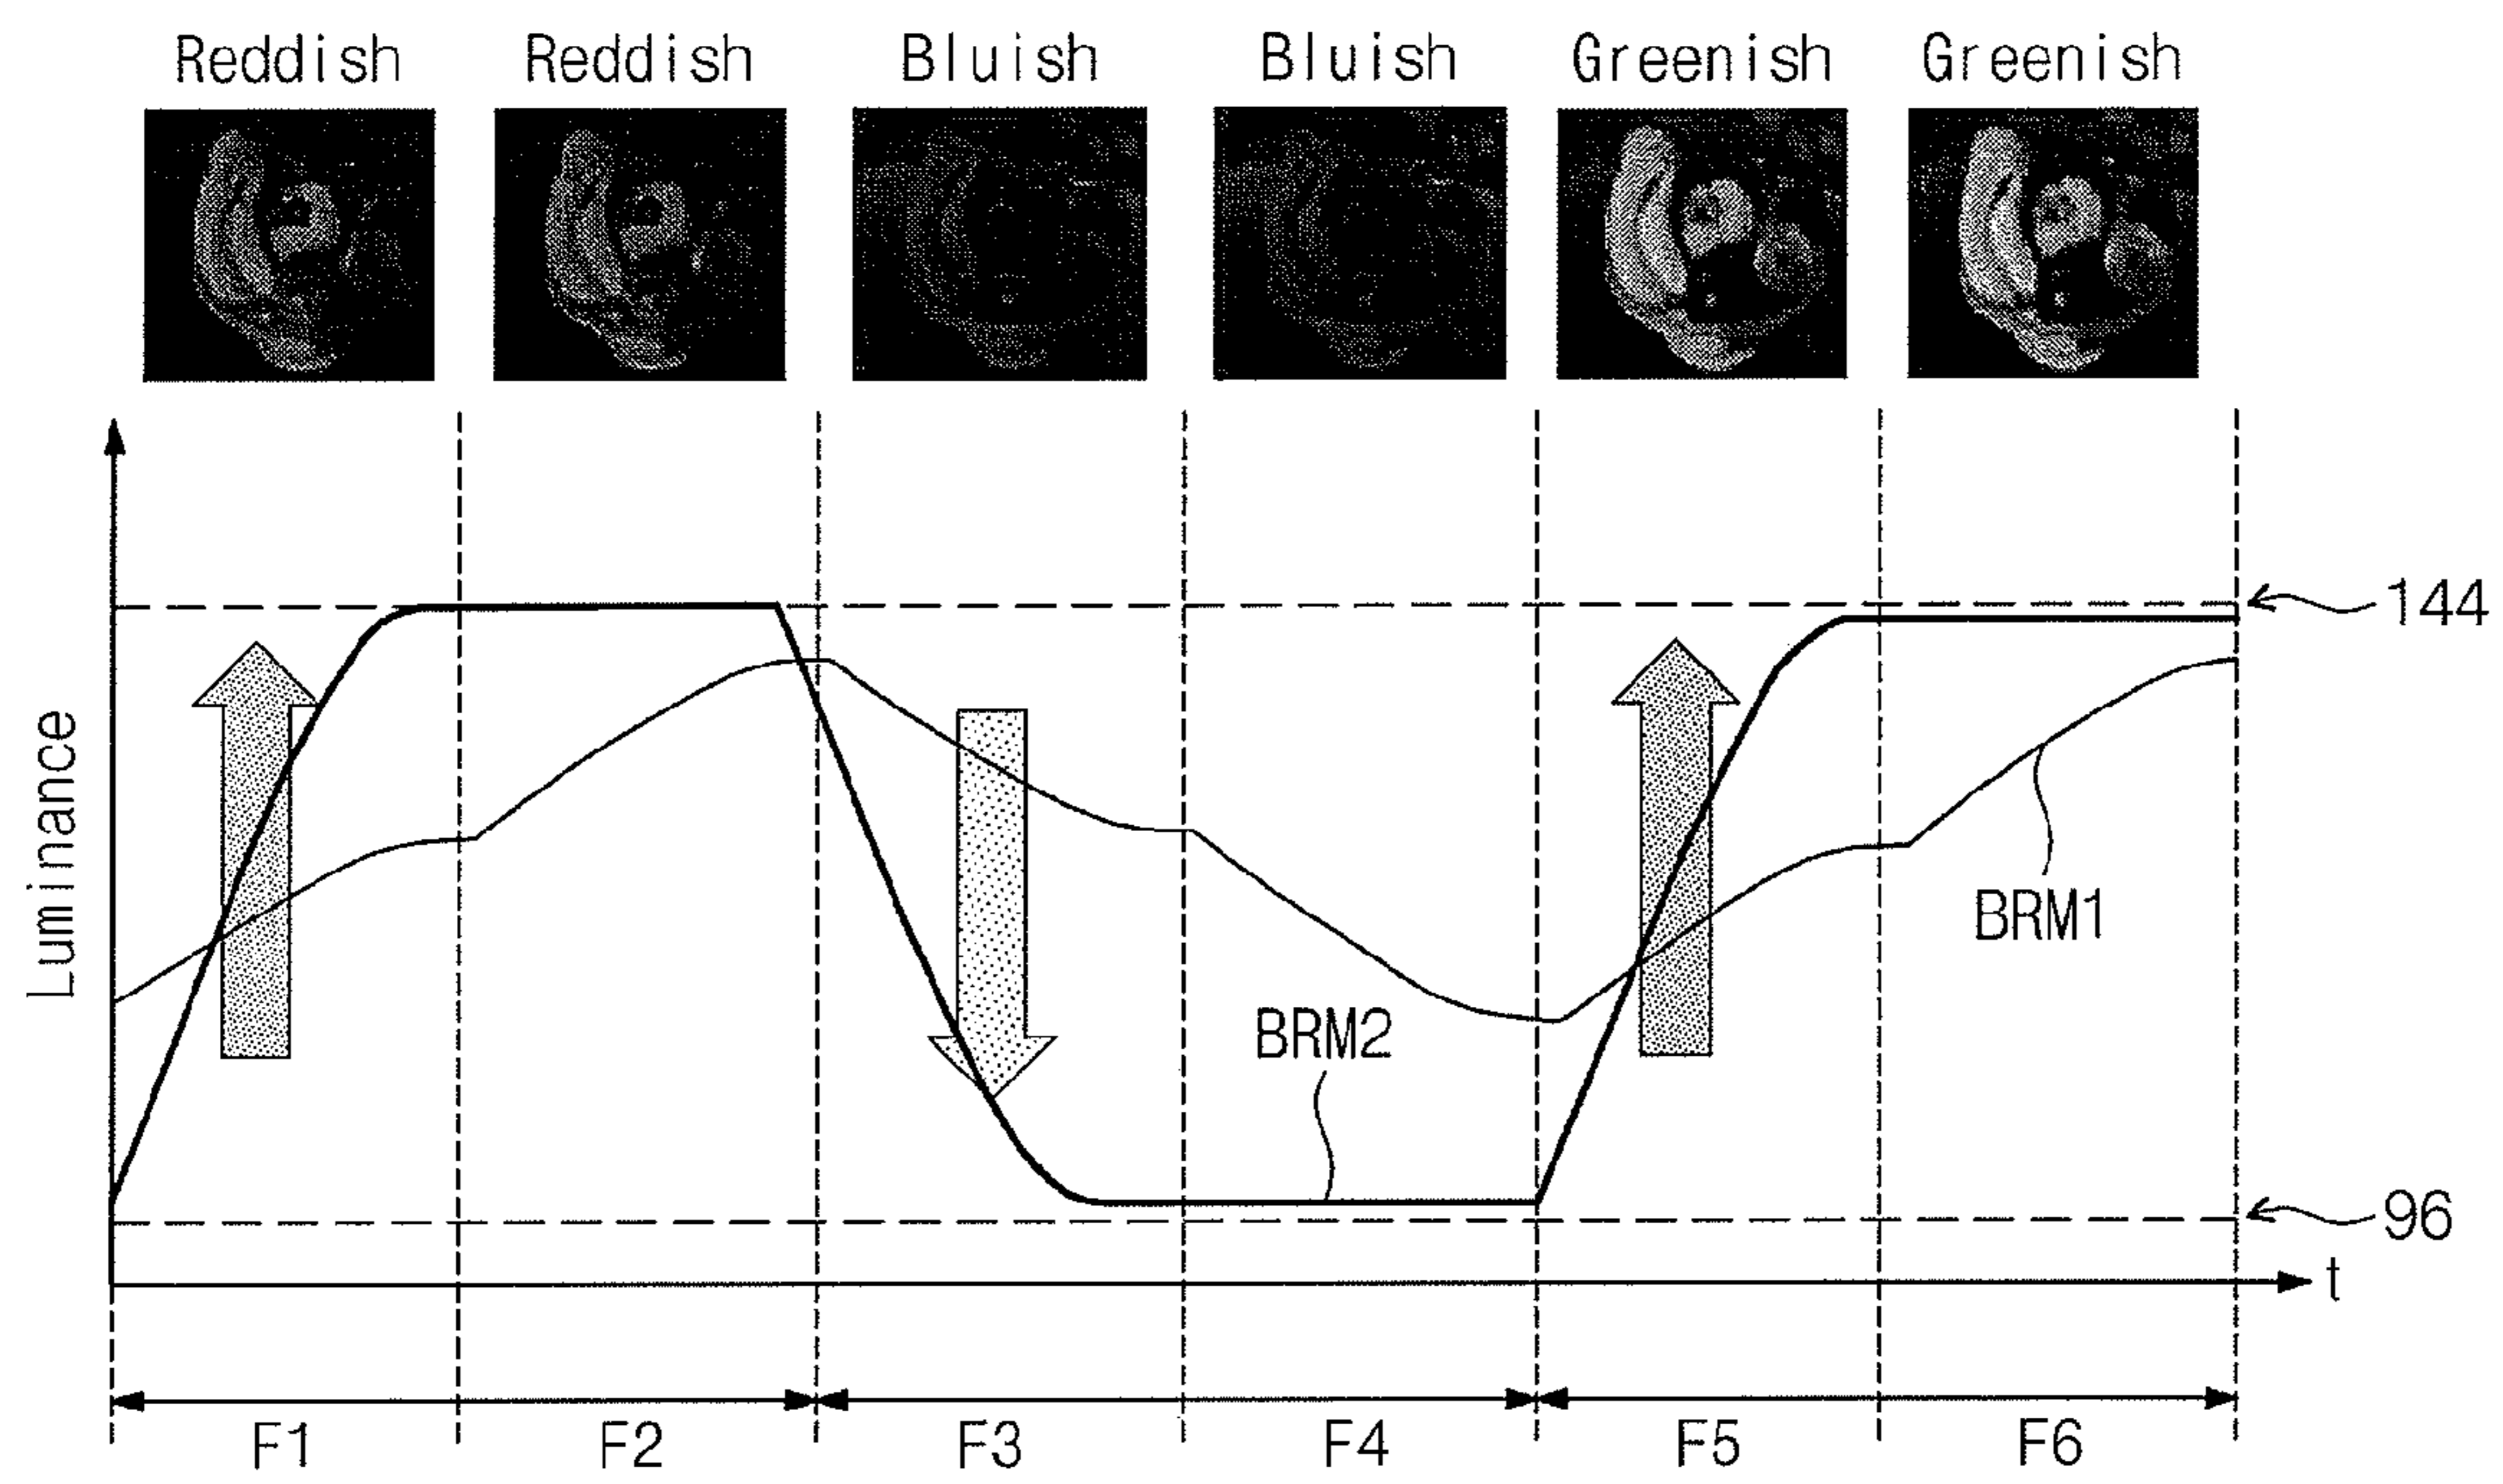 Reddish Reddish Bluish Bluish Greenish Greenish
144
Luminance
BRM1
BRM2
96
t
F1 F2 F3 F4 F5 F6